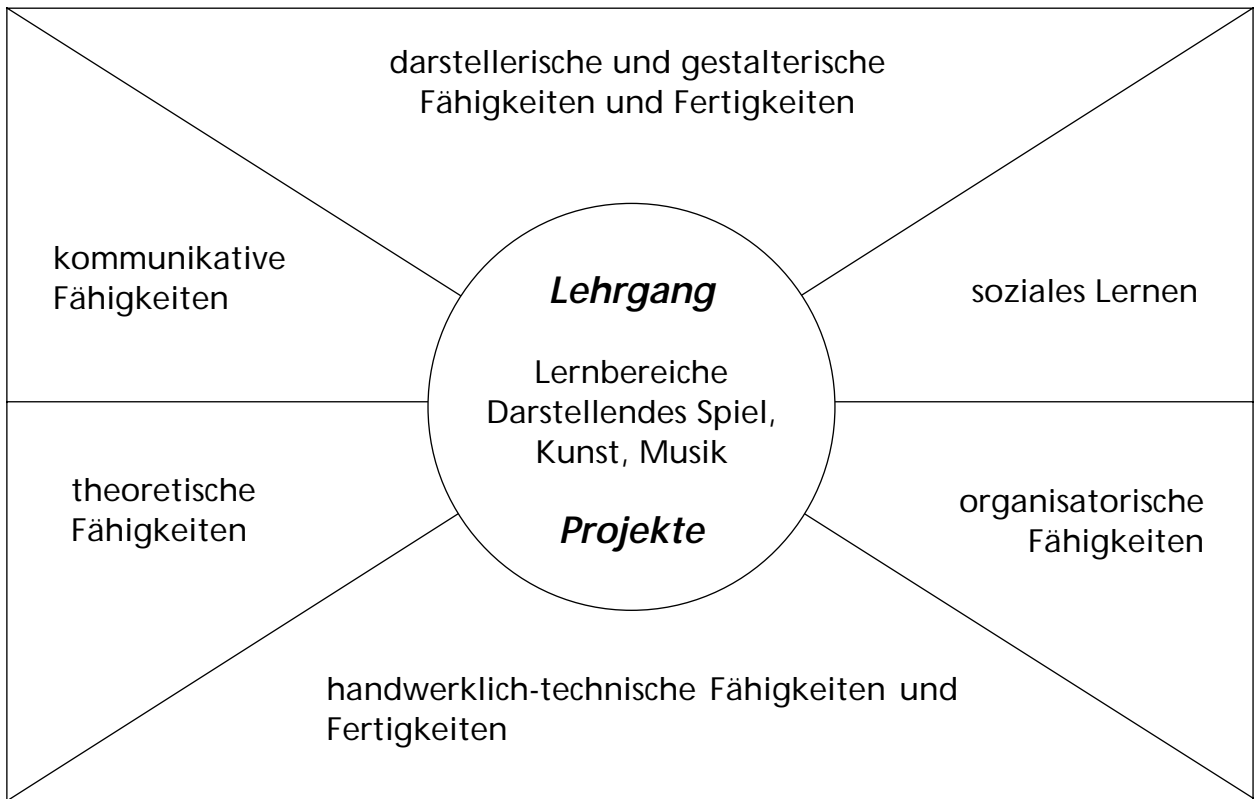 darstellerische und gestalterische
Fähigkeiten und Fertigkeiten
kommunikative
Fähigkeiten
Lehrgang
Lernbereiche
Darstellendes Spiel,
Kunst, Musik
Projekte
soziales Lernen
theoretische
Fähigkeiten
organisatorische
Fähigkeiten
handwerklich-technische Fähigkeiten und
Fertigkeiten